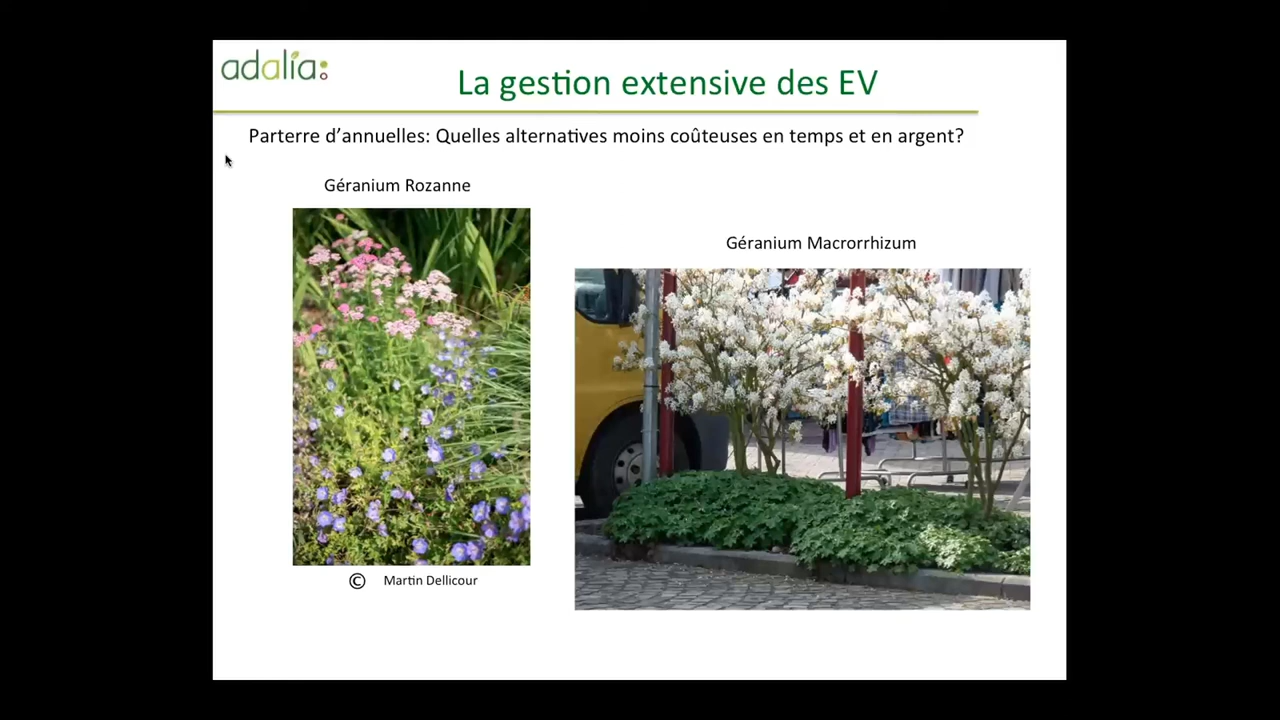 adalia:
La gestion extensive des EV
Parterre d’annuelles: Quelles alternatives moins coûteuses en temps et en argent?
Géranium Rozanne
Géranium Macrorrhizum
© Martin Dellicour